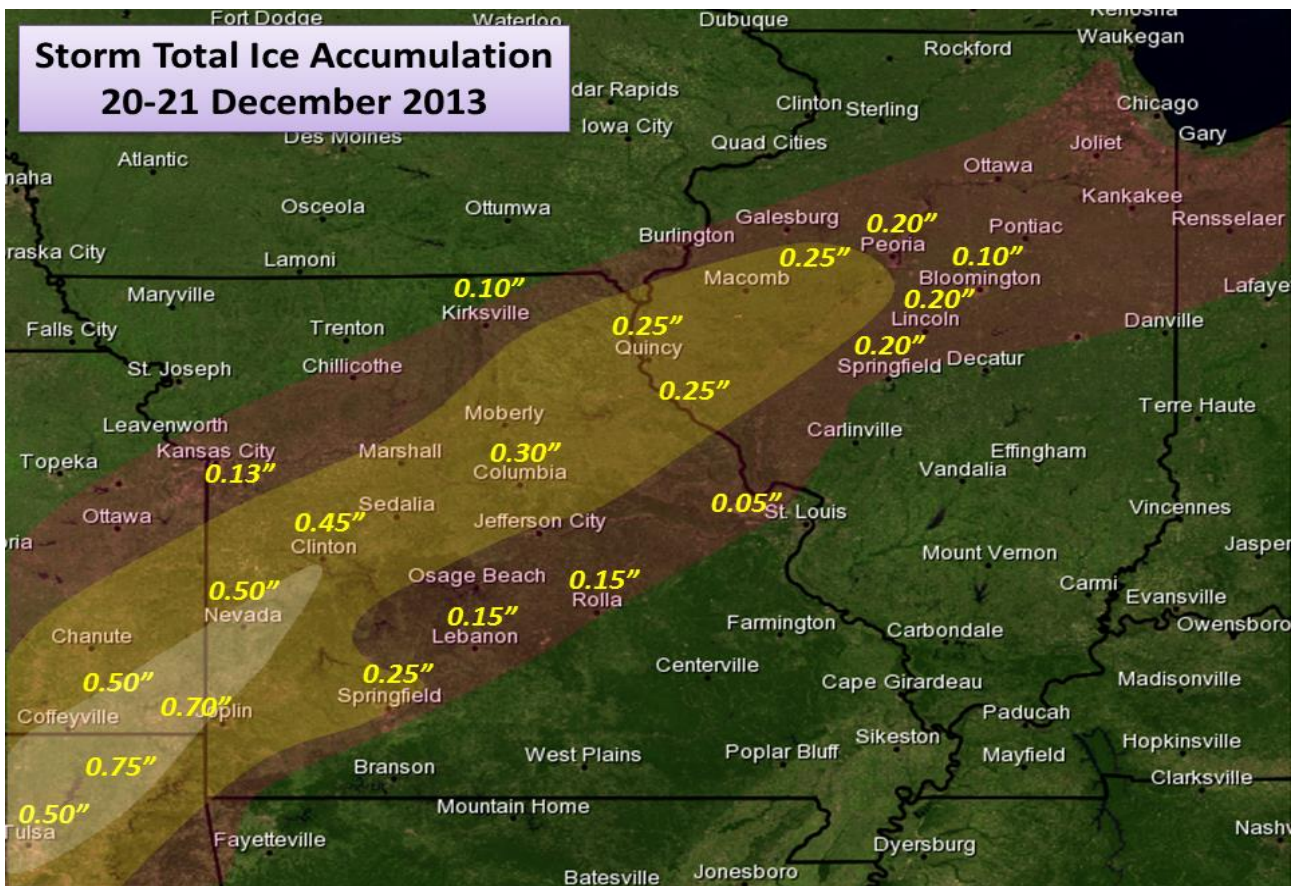 Fort Dodge
Waterloo
Dubuque
Kenosha
Waukegan
Storm Total Ice Accumulation
20-21 December 2013
Rockford
dar Rapids
Clinton
Sterling
Chicago
Iowa City
Quad Cities
Gary
Des Moines
Joliet
Atlantic
Ottawa
maha
Kankakee
Osceola
Ottumwa
Galesburg
0.20”
Pontiac
Rensselaer
Burlington
Peoria
raska City
Lamoni
0.25”
0.10”
Macomb
Bloomington
Maryville
0.10”
0.20”
Lafaye
Kirksville
Lincoln
Falls City
Trenton
0.25”
Danville
Quincy
0.20”
St. Joseph
Chillicothe
Springfield
Decatur
0.25”
Leavenworth
Moberly
Terre Haute
Kansas City
Marshall
0.30”
Carlinville
Effingham
Topeka
0.13”
Columbia
Vandalia
Sedalia
0.05”
St. Louis
Vincennes
Ottawa
0.45”
Jefferson City
ria
Clinton
Mount Vernon
Jasper
Osage Beach
0.15”
Carmi
0.50”
Rolla
Evansville
Nevada
0.15”
Chanute
Lebanon
Farmington
Carbondale
Owensboro
0.25”
Centerville
0.50”
Springfield
Cape Girardeau
Madisonville
0.70”
Joplin
Coffeyville
Paducah
Sikeston
Hopkinsville
0.75”
Branson
West Plains
Poplar Bluff
Mayfield
Clarksville
0.50”
Mountain Home
Tulsa
Fayetteville
Dyersburg
Nashv
Batesville
Jonesboro